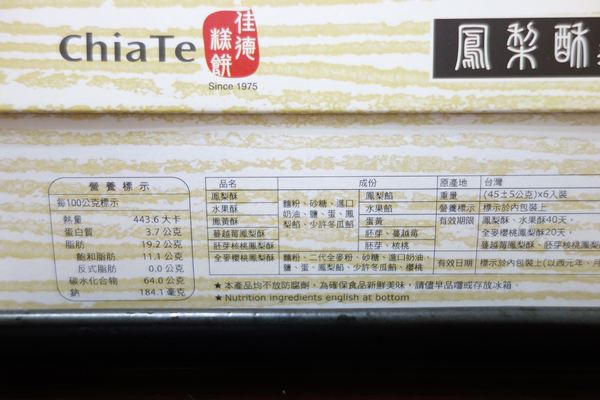 ChiaTe
佳德糕餅
Since 1975
鳳梨酥
營養標示
每100公克標示
熱量 443.6 大卡
蛋白質 3.7 公克
脂肪 19.2 公克
飽和脂肪 11.1 公克
反式脂肪 0.0 公克
碳水化合物 64.0 公克
鈉 184.1 毫克
品名 成份 原產地 台灣
鳳梨酥 麵粉、砂糖、進口 鳳梨餡 重量 (45±5公克)x6入裝
水果酥 奶油、鹽、蛋、鳳 水果餡 營養標示 標示於內包裝上
鳳黃酥 梨餡、少許冬瓜餡 蛋黃 有效期限 鳳梨酥、水果酥40天,
蔓越莓鳳梨酥 胚芽、蔓越莓 全麥櫻桃鳳梨酥20天,
胚芽核桃鳳梨酥 胚芽、核桃 蔓越莓鳳梨酥、胚芽核桃鳳
全麥櫻桃鳳梨酥 麵粉、二代全麥粉、砂糖、進口奶油、
鹽、蛋、鳳梨餡、少許冬瓜餡、櫻桃 有效日期 標示於內包裝上(以西元年、月
★本產品均不放防腐劑,為確保食品新鮮美味,請儘早品嚐或存放冰箱。
★Nutrition ingredients english at bottom